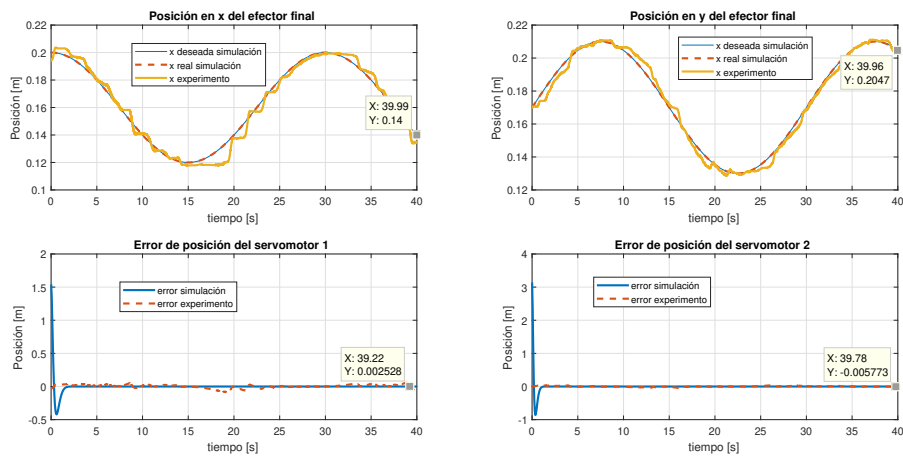 Posición en x del efector final
0.22
0.2
0.18
0.16
0.14
0.12
0.1
Posición [m]
x deseada simulación
x real simulación
x experimento
X: 39.99
Y: 0.14
0 5 10 15 20 25 30 35 40
tiempo [s]
Posición en y del efector final
0.22
0.2
0.18
0.16
0.14
0.12
Posición [m]
x deseada simulación
x real simulación
x experimento
X: 39.96
Y: 0.2047
0 5 10 15 20 25 30 35 40
tiempo [s]
Error de posición del servomotor 1
2
1.5
1
0.5
0
-0.5
Posición [m]
error simulación
error experimento
X: 39.22
Y: 0.002528
0 5 10 15 20 25 30 35 40
tiempo [s]
Error de posición del servomotor 2
4
3
2
1
0
-1
Posición [m]
error simulación
error experimento
X: 39.78
Y: -0.005773
0 5 10 15 20 25 30 35 40
tiempo [s]